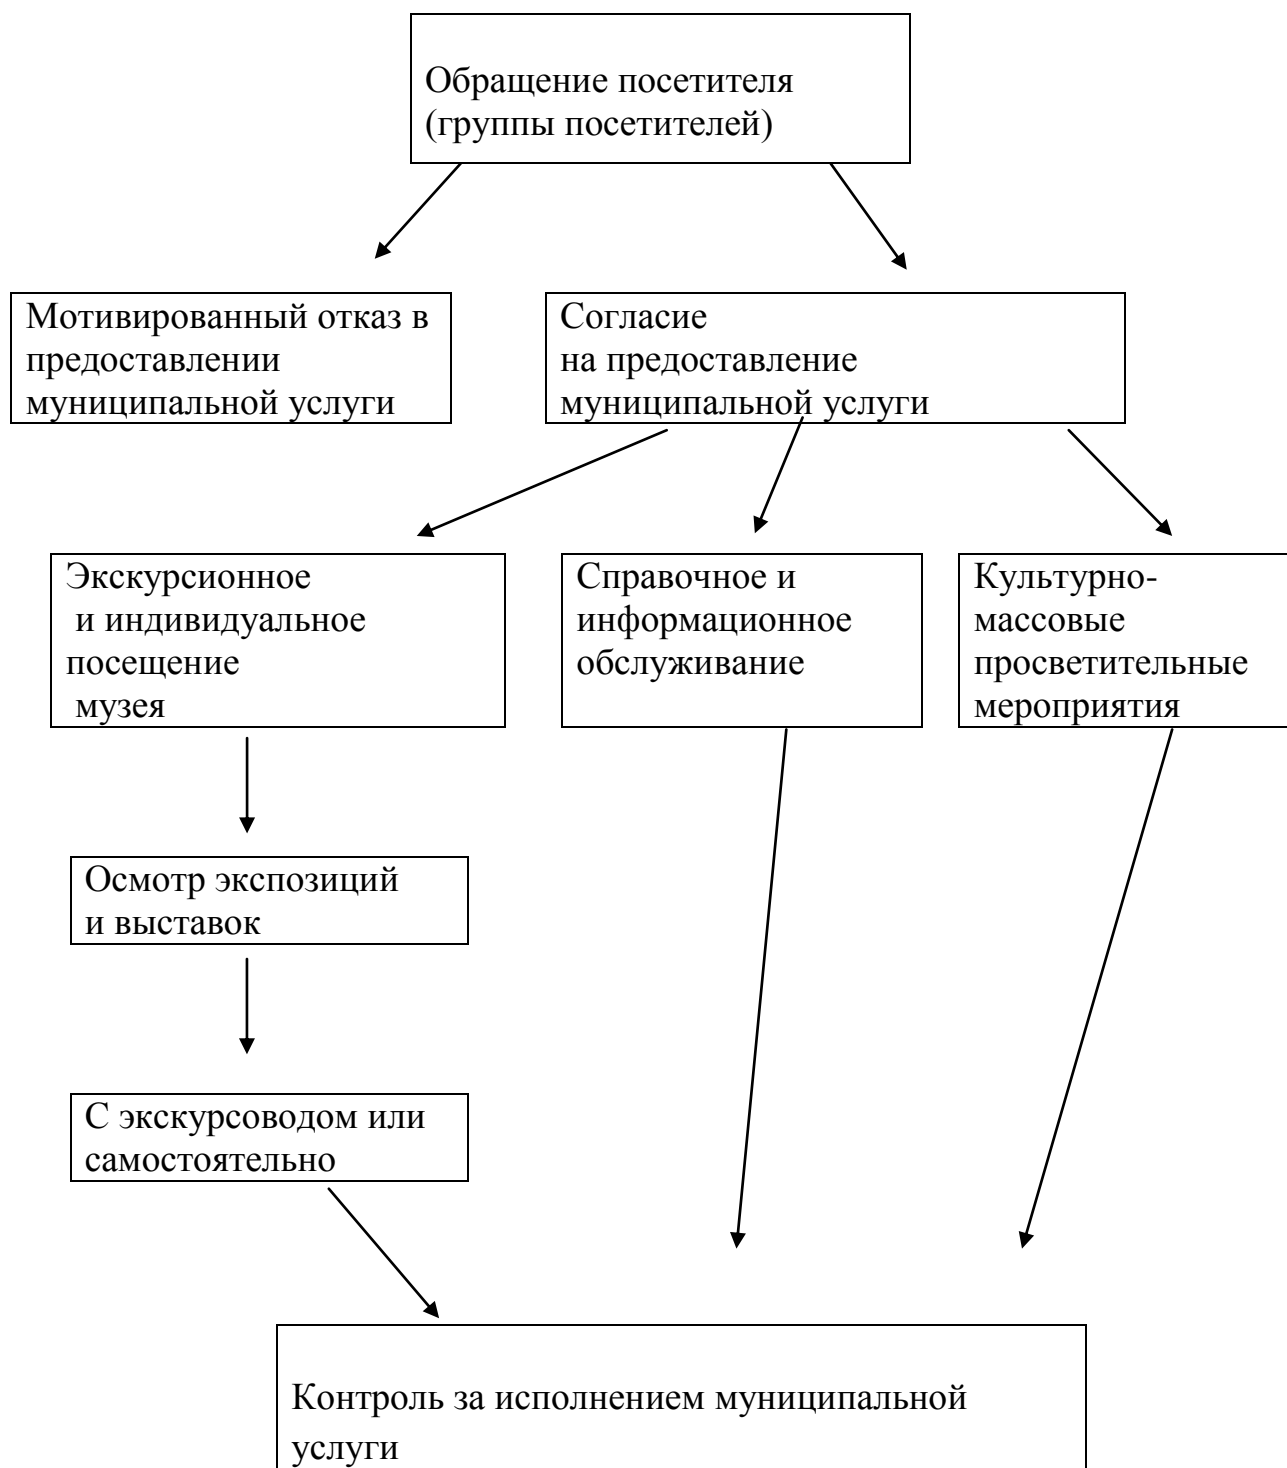 Обращение посетителя
(группы посетителей)
Мотивированный отказ в
предоставлении
муниципальной услуги
Согласие
на предоставление
муниципальной услуги
Экскурсионное
и индивидуальное
посещение
музея
Справочное и
информационное
обслуживание
Культурно-
массовые
просветительные
мероприятия
Осмотр экспозиций
и выставок
С экскурсоводом или
самостоятельно
Контроль за исполнением муниципальной
услуги